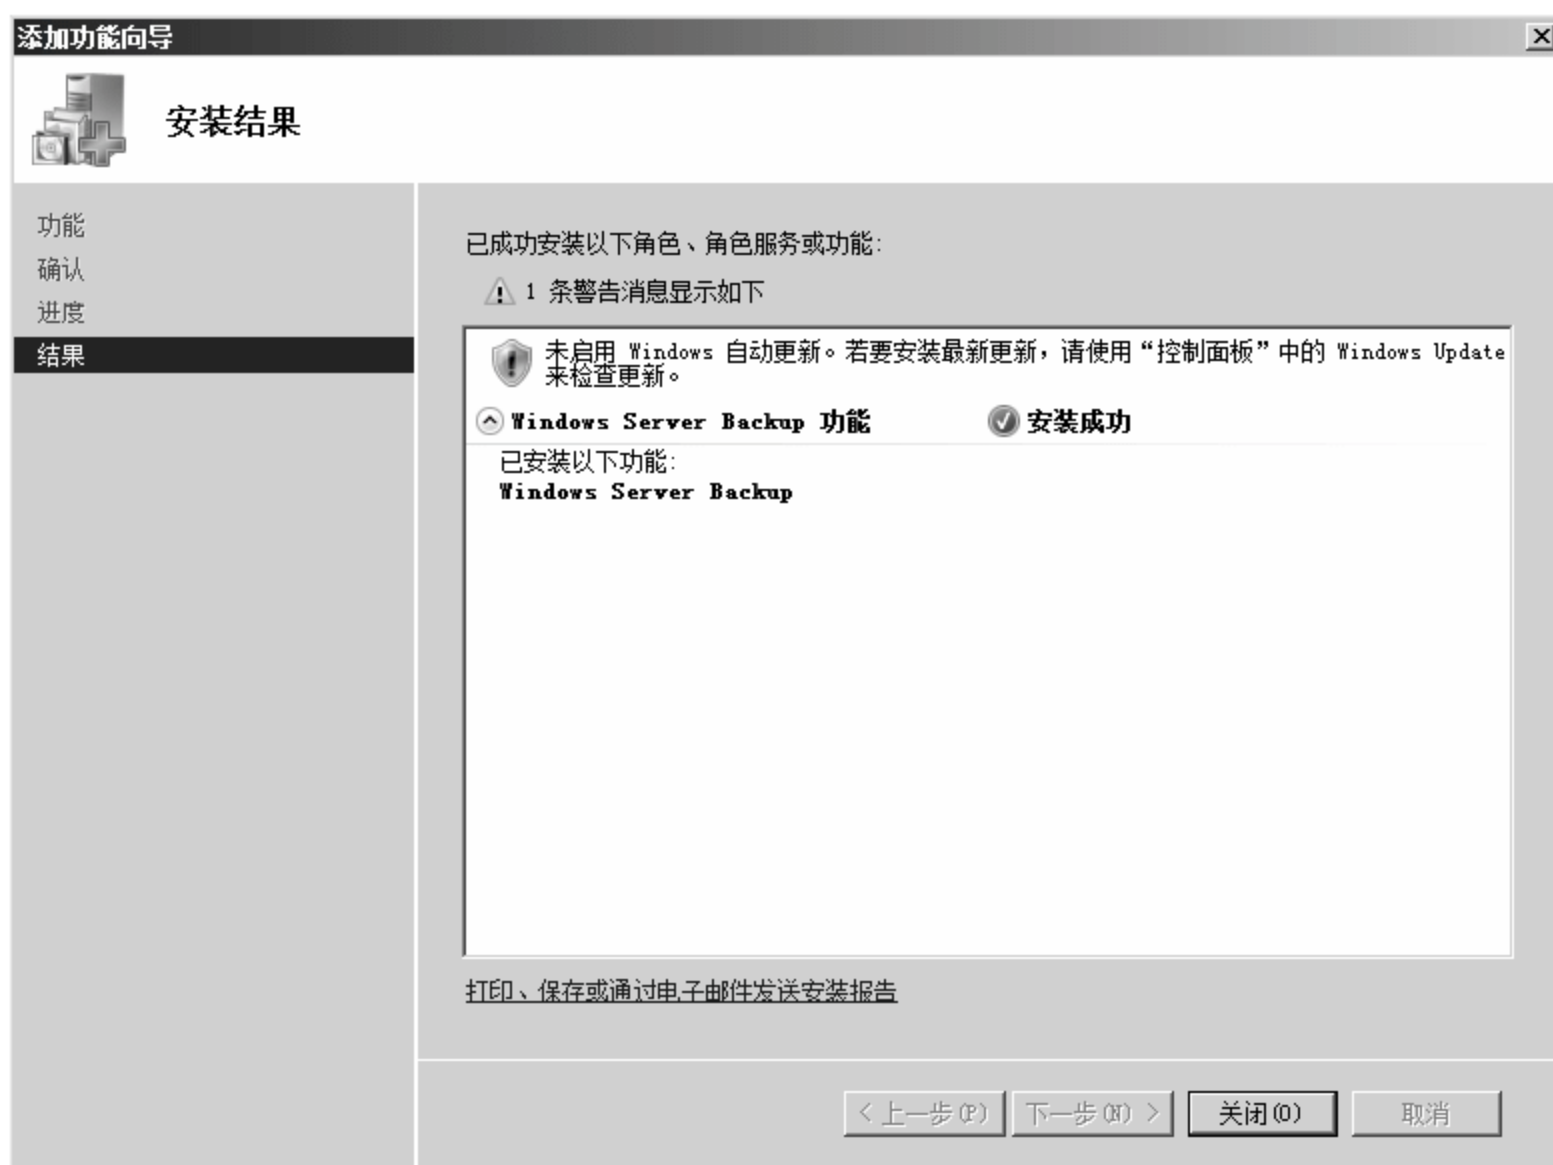 添加功能向导
安装结果
功能
确认
进度
结果
已成功安装以下角色、角色服务或功能:
1 条警告消息显示如下
未启用 Windows 自动更新。若要安装最新更新，请使用“控制面板”中的 Windows Update
来检查更新。
Windows Server Backup 功能 安装成功
已安装以下功能:
Windows Server Backup
打印、保存或通过电子邮件发送安装报告
< 上一步(P) 下一步(N) > 关闭(O) 取消